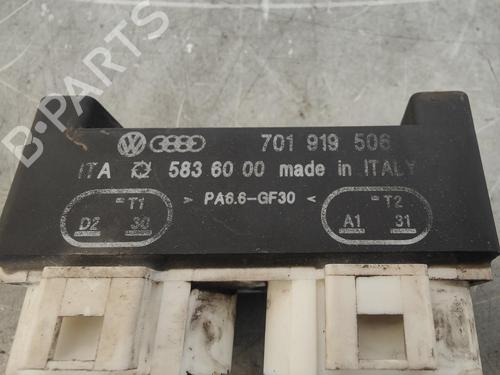 701 919 506
ITA 583 60 00 made in ITALY
> PA6.6-GF30 <
T1
D2 30
T2
A1 31
B-PARTS